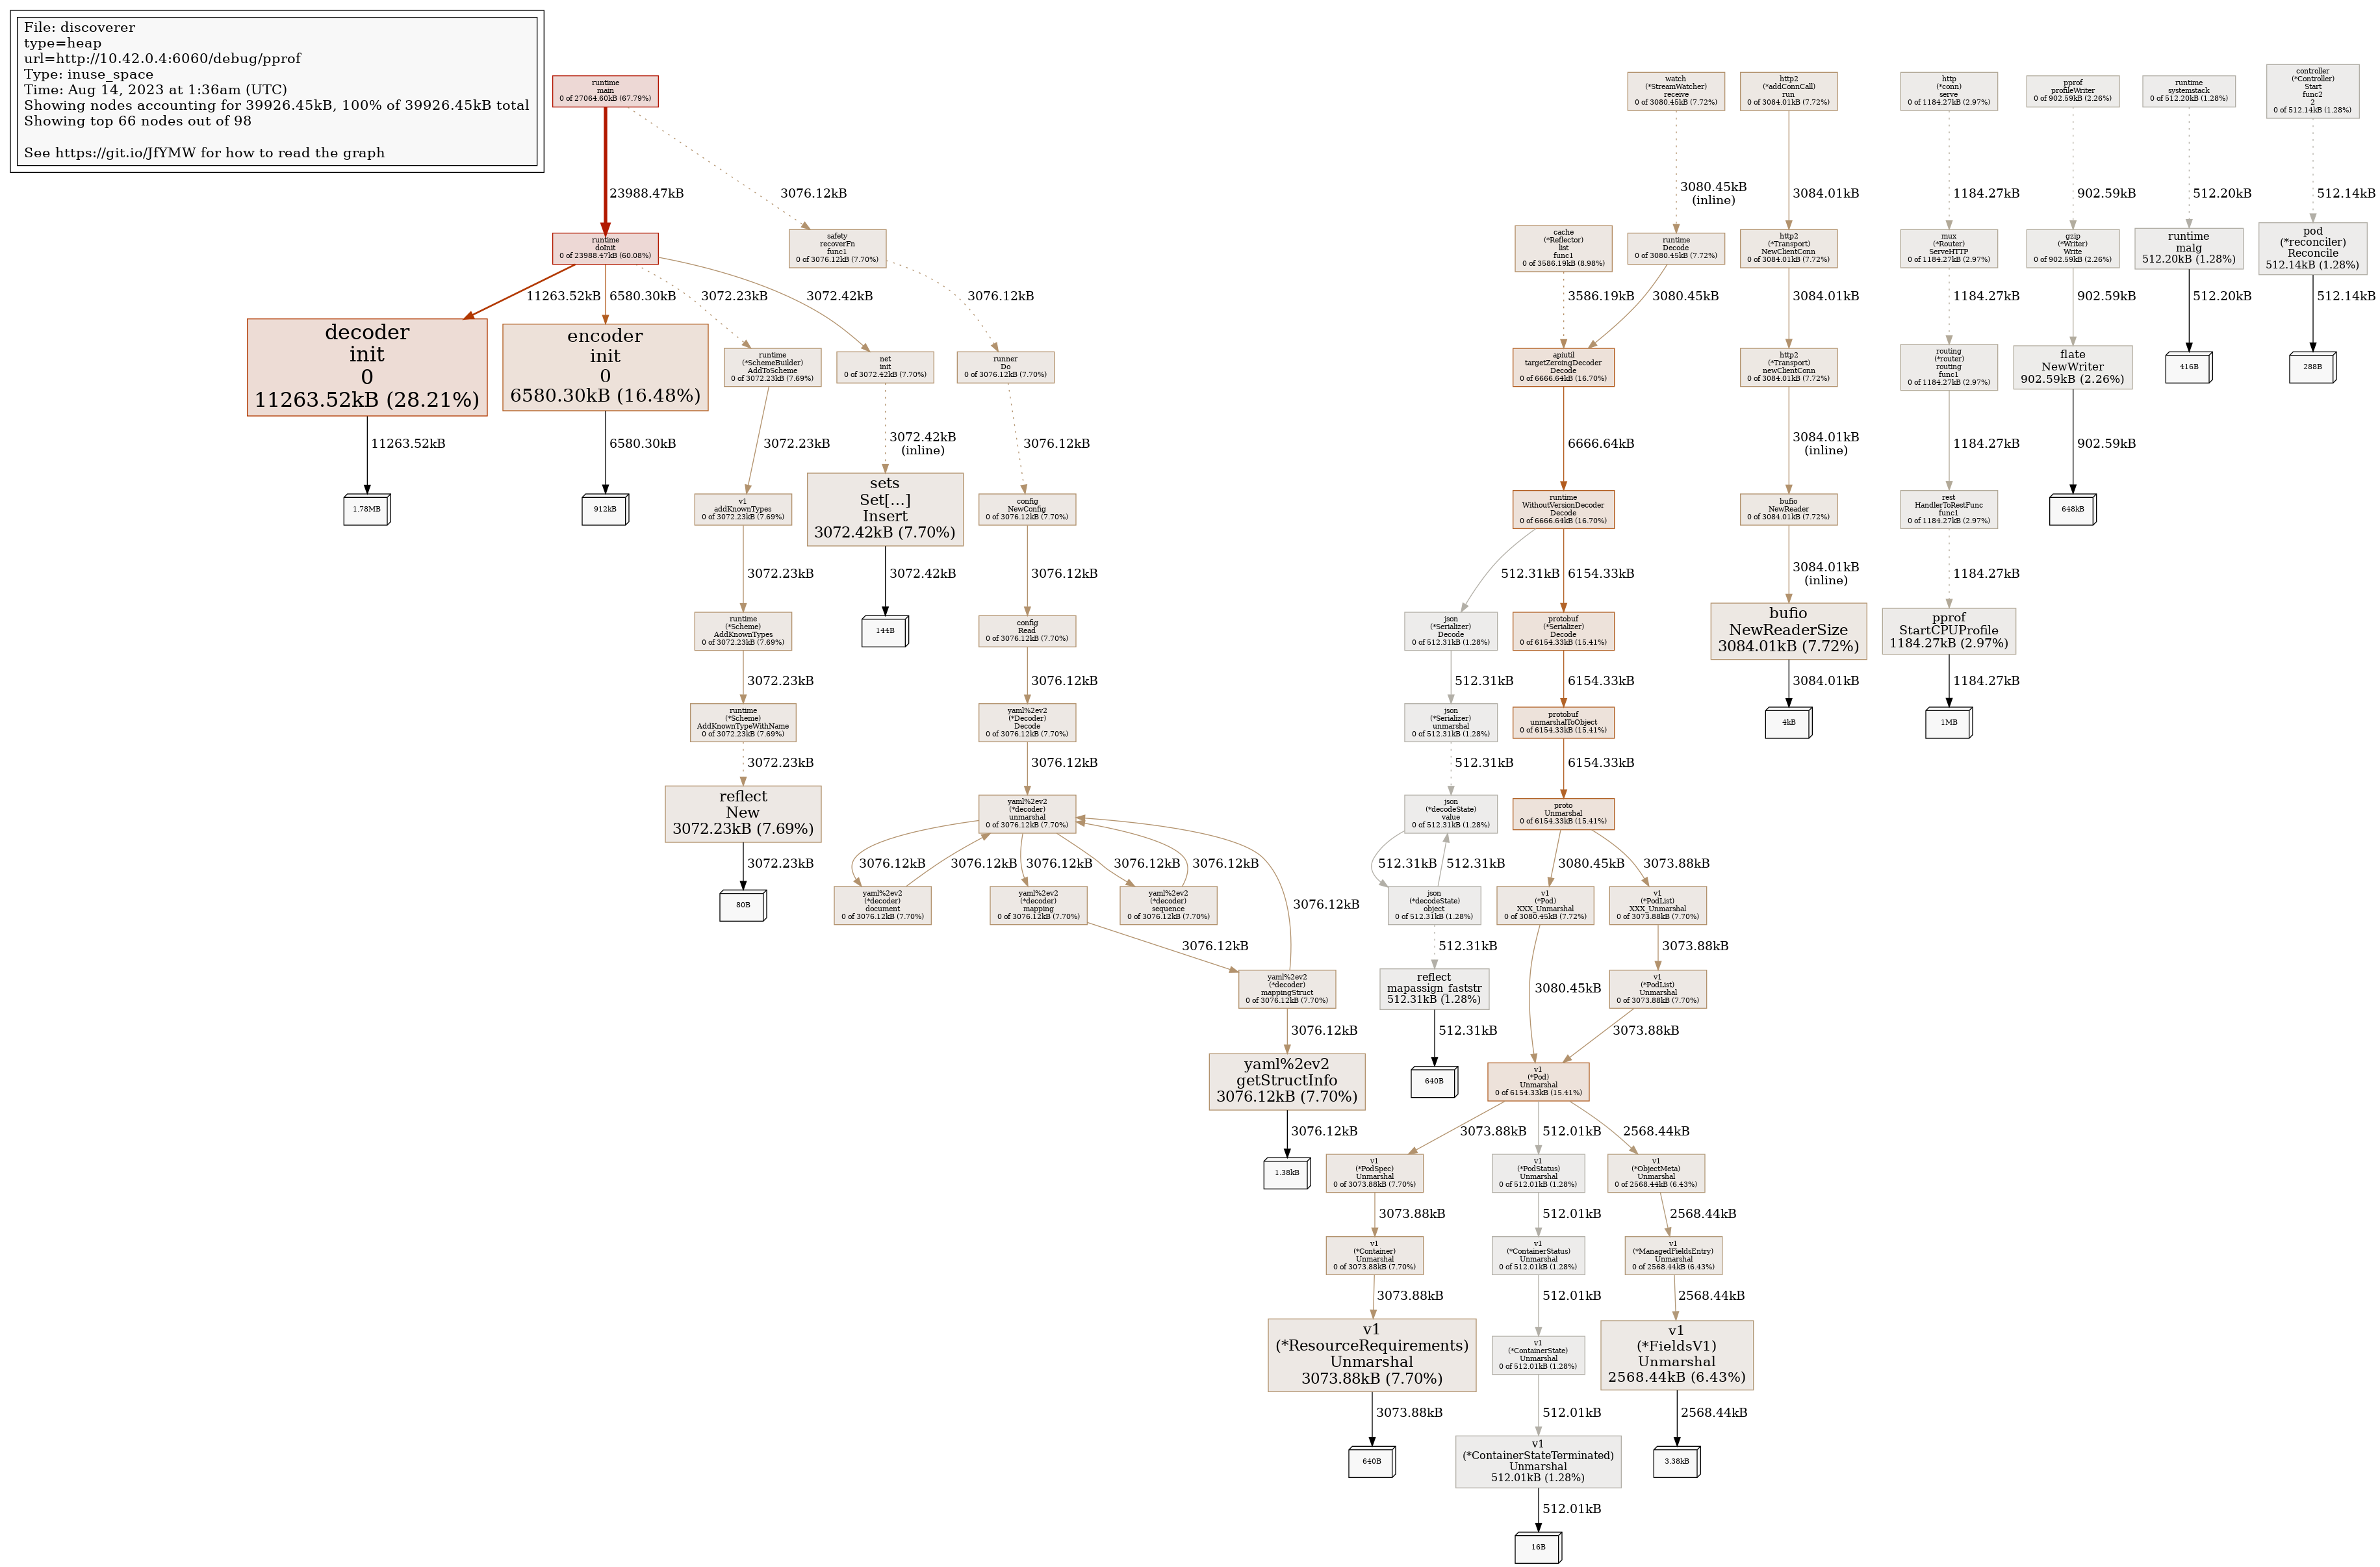 File: discoverer
type=heap
url=http://10.42.0.4:6060/debug/pprof
Type: inuse_space
Time: Aug 14, 2023 at 1:36am (UTC)
Showing nodes accounting for 39926.45kB, 100% of 39926.45kB total
Showing top 66 nodes out of 98
See https://git.io/JfYMW for how to read the graph
runtime
main
0 of 27064.60kB (67.79%)
23988.47kB
3076.12kB
runtime
doInit
0 of 23988.47kB (60.08%)
safety
recoverFn
func1
0 of 3076.12kB (7.70%)
11263.52kB
6580.30kB
3072.23kB
3072.42kB
3076.12kB
decoder
init
0
11263.52kB (28.21%)
11263.52kB
1.78MB
encoder
init
0
6580.30kB (16.48%)
6580.30kB
912kB
runtime
(*SchemeBuilder)
AddToScheme
0 of 3072.23kB (7.69%)
3072.23kB
v1
addKnownTypes
0 of 3072.23kB (7.69%)
3072.23kB
runtime
(*Scheme)
AddKnownTypes
0 of 3072.23kB (7.69%)
3072.23kB
runtime
(*Scheme)
AddKnownTypeWithName
0 of 3072.23kB (7.69%)
3072.23kB
reflect
New
3072.23kB (7.69%)
3072.23kB
80B
net
init
0 of 3072.42kB (7.70%)
3072.42kB
(inline)
sets
Set[...]
Insert
3072.42kB (7.70%)
3072.42kB
144B
runner
Do
0 of 3076.12kB (7.70%)
3076.12kB
config
NewConfig
0 of 3076.12kB (7.70%)
3076.12kB
config
Read
0 of 3076.12kB (7.70%)
3076.12kB
yaml%2ev2
(*Decoder)
Decode
0 of 3076.12kB (7.70%)
3076.12kB
yaml%2ev2
(*decoder)
unmarshal
0 of 3076.12kB (7.70%)
3076.12kB
3076.12kB
3076.12kB
3076.12kB
3076.12kB
3076.12kB
yaml%2ev2
(*decoder)
document
0 of 3076.12kB (7.70%)
yaml%2ev2
(*decoder)
mapping
0 of 3076.12kB (7.70%)
yaml%2ev2
(*decoder)
sequence
0 of 3076.12kB (7.70%)
3076.12kB
yaml%2ev2
(*decoder)
mappingStruct
0 of 3076.12kB (7.70%)
3076.12kB
yaml%2ev2
getStructInfo
3076.12kB (7.70%)
3076.12kB
1.38kB
watch
(*StreamWatcher)
receive
0 of 3080.45kB (7.72%)
3080.45kB
(inline)
cache
(*Reflector)
list
func1
0 of 3586.19kB (8.98%)
runtime
Decode
0 of 3080.45kB (7.72%)
3586.19kB
3080.45kB
apiutil
targetZeroingDecoder
Decode
0 of 6666.64kB (16.70%)
6666.64kB
runtime
WithoutVersionDecoder
Decode
0 of 6666.64kB (16.70%)
512.31kB
6154.33kB
json
(*Serializer)
Decode
0 of 512.31kB (1.28%)
512.31kB
json
(*Serializer)
unmarshal
0 of 512.31kB (1.28%)
512.31kB
json
(*decodeState)
value
0 of 512.31kB (1.28%)
512.31kB
512.31kB
json
(*decodeState)
object
0 of 512.31kB (1.28%)
512.31kB
reflect
mapassign_faststr
512.31kB (1.28%)
512.31kB
640B
protobuf
(*Serializer)
Decode
0 of 6154.33kB (15.41%)
6154.33kB
protobuf
unmarshalToObject
0 of 6154.33kB (15.41%)
6154.33kB
proto
Unmarshal
0 of 6154.33kB (15.41%)
3080.45kB
3073.88kB
v1
(*Pod)
XXX_Unmarshal
0 of 3080.45kB (7.72%)
v1
(*PodList)
XXX_Unmarshal
0 of 3073.88kB (7.70%)
3073.88kB
v1
(*PodList)
Unmarshal
0 of 3073.88kB (7.70%)
3080.45kB
3073.88kB
v1
(*Pod)
Unmarshal
0 of 6154.33kB (15.41%)
3073.88kB
512.01kB
2568.44kB
v1
(*PodSpec)
Unmarshal
0 of 3073.88kB (7.70%)
3073.88kB
v1
(*Container)
Unmarshal
0 of 3073.88kB (7.70%)
3073.88kB
v1
(*ResourceRequirements)
Unmarshal
3073.88kB (7.70%)
3073.88kB
640B
v1
(*PodStatus)
Unmarshal
0 of 512.01kB (1.28%)
512.01kB
v1
(*ContainerStatus)
Unmarshal
0 of 512.01kB (1.28%)
512.01kB
v1
(*ContainerState)
Unmarshal
0 of 512.01kB (1.28%)
512.01kB
v1
(*ContainerStateTerminated)
Unmarshal
512.01kB (1.28%)
512.01kB
16B
v1
(*ObjectMeta)
Unmarshal
0 of 2568.44kB (6.43%)
2568.44kB
v1
(*ManagedFieldsEntry)
Unmarshal
0 of 2568.44kB (6.43%)
2568.44kB
v1
(*FieldsV1)
Unmarshal
2568.44kB (6.43%)
2568.44kB
3.38kB
http2
(*addConnCall)
run
0 of 3084.01kB (7.72%)
3084.01kB
http2
(*Transport)
NewClientConn
0 of 3084.01kB (7.72%)
3084.01kB
http2
(*Transport)
newClientConn
0 of 3084.01kB (7.72%)
3084.01kB
(inline)
bufio
NewReader
0 of 3084.01kB (7.72%)
3084.01kB
(inline)
bufio
NewReaderSize
3084.01kB (7.72%)
3084.01kB
4kB
http
(*conn)
serve
0 of 1184.27kB (2.97%)
1184.27kB
mux
(*Router)
ServeHTTP
0 of 1184.27kB (2.97%)
1184.27kB
routing
(*router)
routing
func1
0 of 1184.27kB (2.97%)
1184.27kB
rest
HandlerToRestFunc
func1
0 of 1184.27kB (2.97%)
1184.27kB
pprof
StartCPUProfile
1184.27kB (2.97%)
1184.27kB
1MB
pprof
profileWriter
0 of 902.59kB (2.26%)
902.59kB
gzip
(*Writer)
Write
0 of 902.59kB (2.26%)
902.59kB
flate
NewWriter
902.59kB (2.26%)
902.59kB
648kB
runtime
systemstack
0 of 512.20kB (1.28%)
512.20kB
runtime
malg
512.20kB (1.28%)
512.20kB
416B
controller
(*Controller)
Start
func2
2
0 of 512.14kB (1.28%)
512.14kB
pod
(*reconciler)
Reconcile
512.14kB (1.28%)
512.14kB
288B